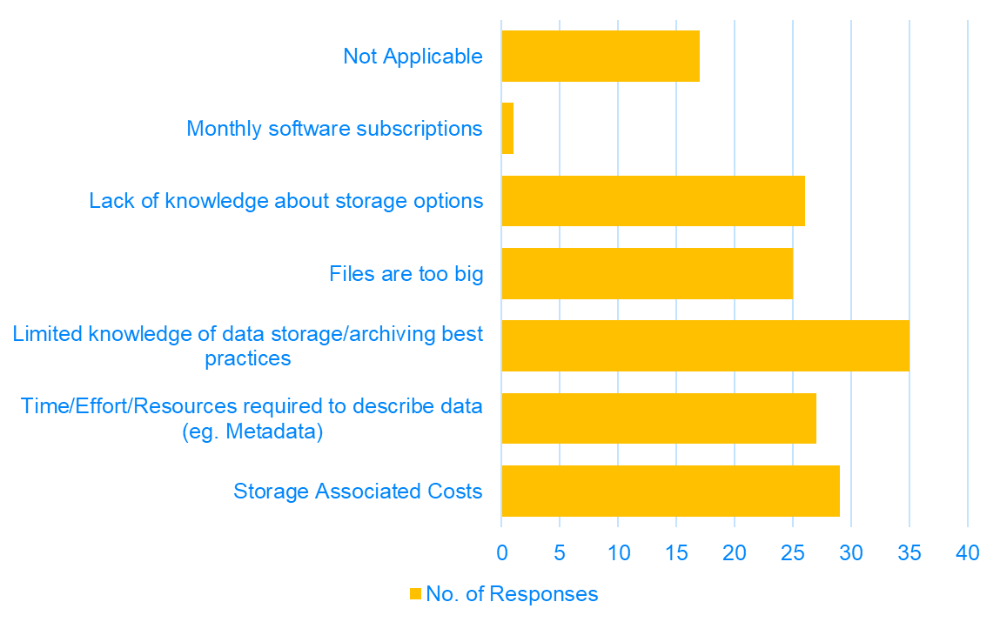 Not Applicable
Monthly software subscriptions
Lack of knowledge about storage options
Files are too big
Limited knowledge of data storage/archiving best
practices
Time/Effort/Resources required to describe data
(eg. Metadata)
Storage Associated Costs
0 5 10 15 20 25 30 35 40
No. of Responses